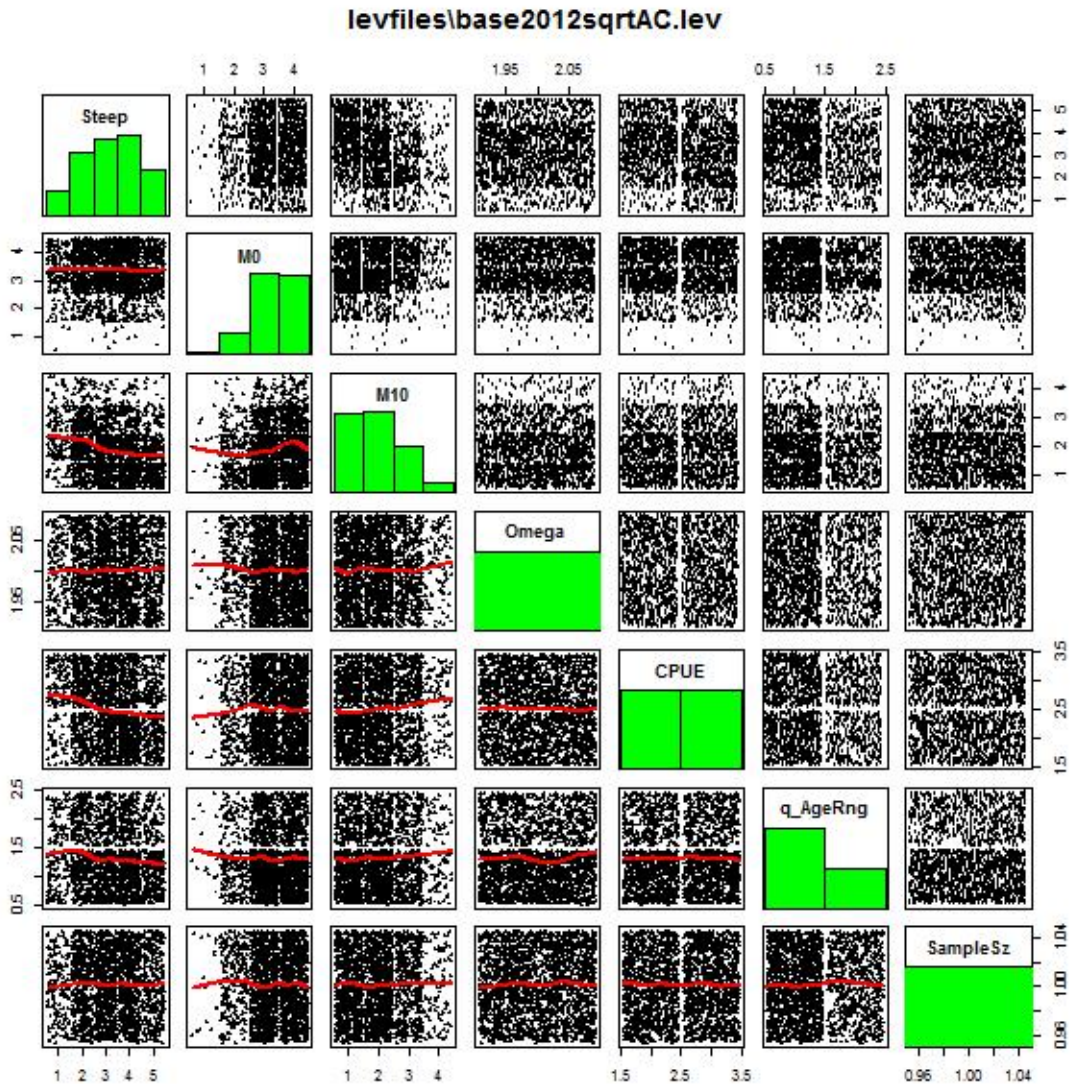 levfiles\base2012sqrtAC.lev
1 2 3 4
1.95 2.05
0.5 1.5 2.5
Steep
1 2 3 4 5
M0
1 2 3 4
M10
1 2 3 4
Omega
1.95 2.05
CPUE
1.5 2.5 3.5
q_AgeRng
0.5 1.5 2.5
SampleSz
0.96 1.00 1.04
1 2 3 4 5
1 2 3 4
1.5 2.5 3.5
0.96 1.00 1.04